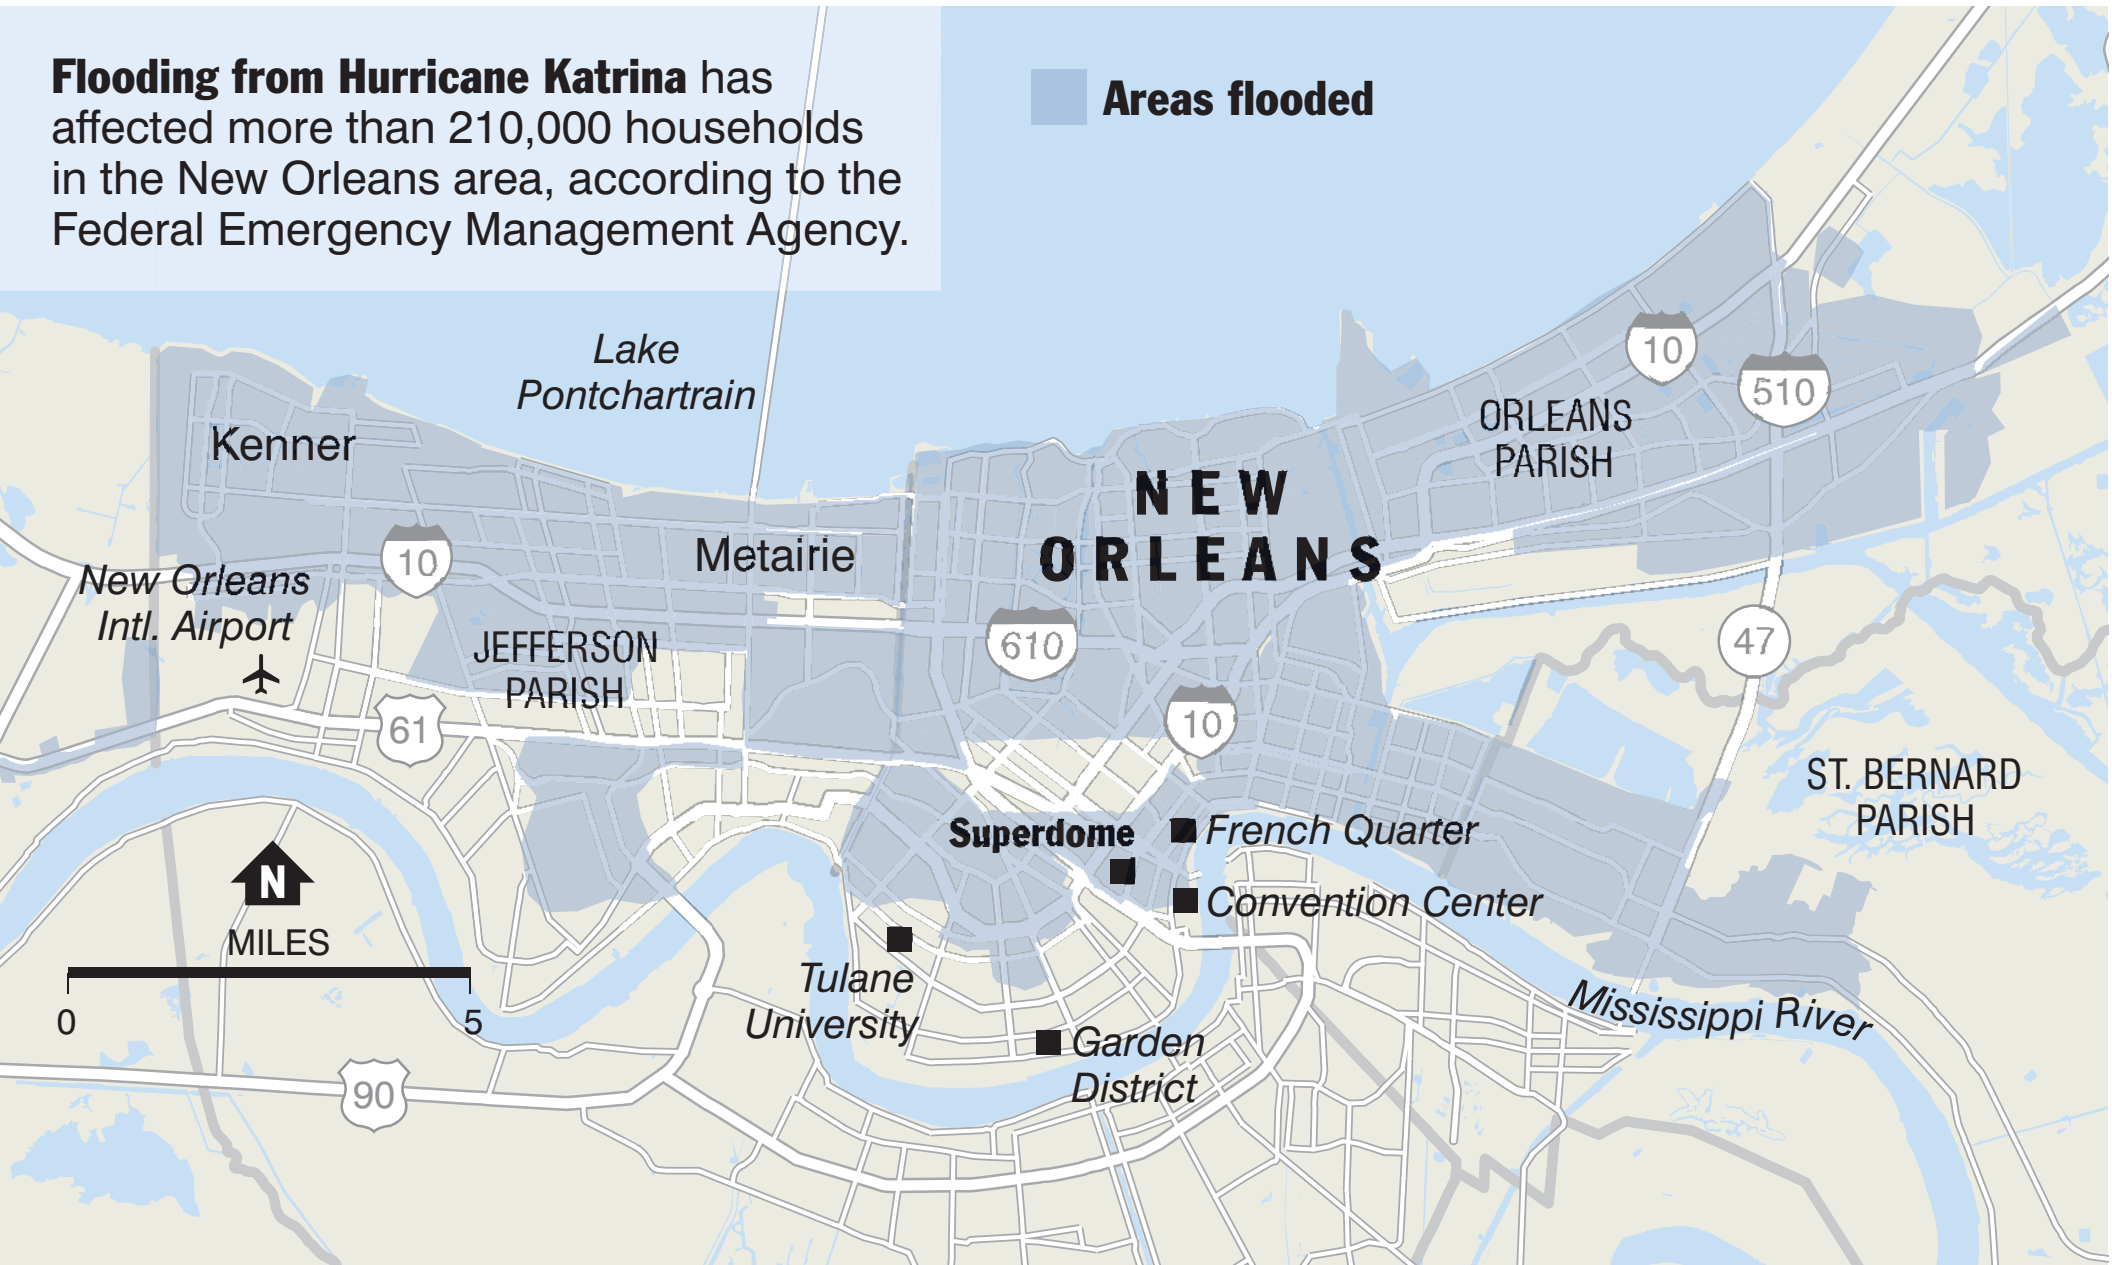 Flooding from Hurricane Katrina has
affected more than 210,000 households
in the New Orleans area, according to the
Federal Emergency Management Agency.
Areas flooded
Lake
Pontchartrain
Kenner
10
510
ORLEANS
PARISH
NEW
ORLEANS
10
Metairie
New Orleans
Intl. Airport
JEFFERSON
PARISH
610
47
61
10
ST. BERNARD
PARISH
Superdome
French Quarter
Convention Center
N
MILES
0
5
Tulane
University
Mississippi River
Garden
District
90